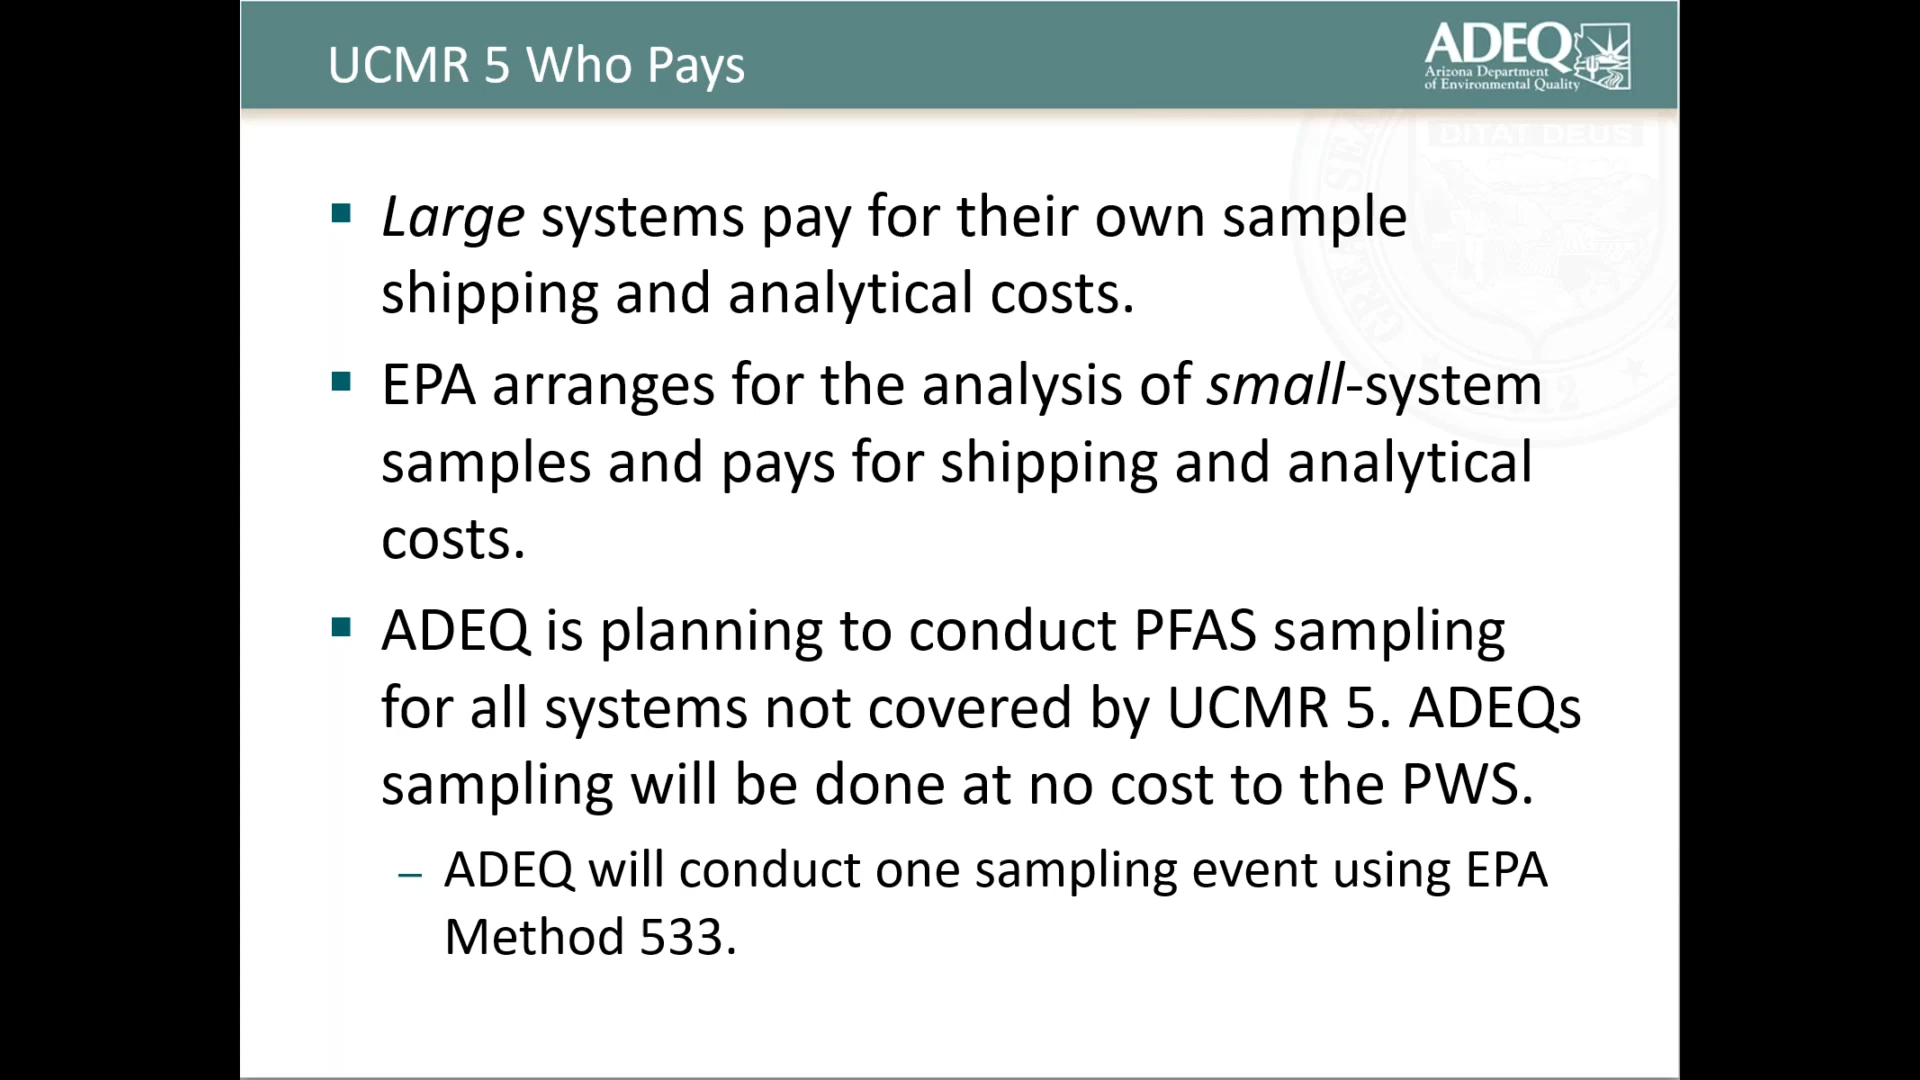 UCMR 5 Who Pays
ADEQ
Arizona Department
of Environmental Quality
DITAT DEUS
▪ Large systems pay for their own sample
shipping and analytical costs.
▪ EPA arranges for the analysis of small-system
samples and pays for shipping and analytical
costs.
▪ ADEQ is planning to conduct PFAS sampling
for all systems not covered by UCMR 5. ADEQs
sampling will be done at no cost to the PWS.
– ADEQ will conduct one sampling event using EPA
Method 533.